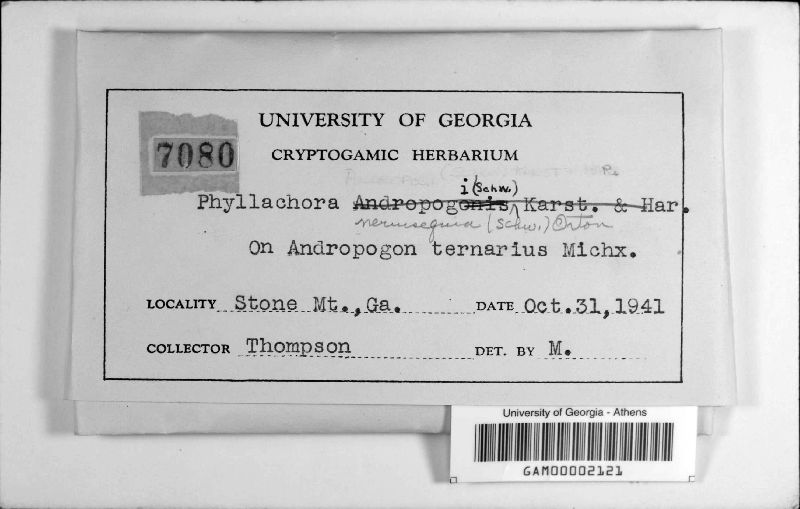 UNIVERSITY OF GEORGIA
7080
CRYPTOGAMIC HERBARIUM
i (Schw.)
Phyllachora Andropogonis Karst. & Har.
nervisequia (Schw.) Orton
On Andropogon ternarius Michx.
LOCALITY Stone Mt., Ga. DATE Oct. 31, 1941
COLLECTOR Thompson DET. BY M.
University of Georgia - Athens
GAM00002121